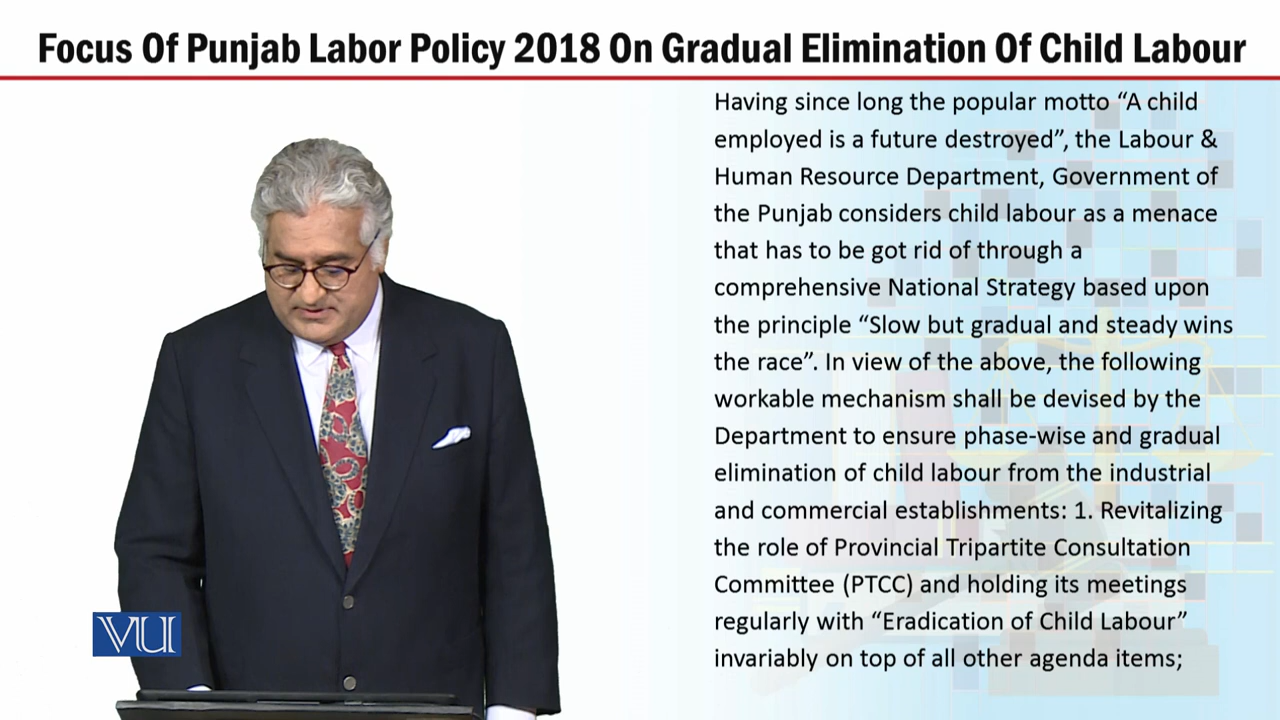 Focus Of Punjab Labor Policy 2018 On Gradual Elimination Of Child Labour
Having since long the popular motto “A child
employed is a future destroyed”, the Labour &
Human Resource Department, Government of
the Punjab considers child labour as a menace
that has to be got rid of through a
comprehensive National Strategy based upon
the principle “Slow but gradual and steady wins
the race”. In view of the above, the following
workable mechanism shall be devised by the
Department to ensure phase-wise and gradual
elimination of child labour from the industrial
and commercial establishments: 1. Revitalizing
the role of Provincial Tripartite Consultation
Committee (PTCC) and holding its meetings
regularly with “Eradication of Child Labour”
invariably on top of all other agenda items;
VU